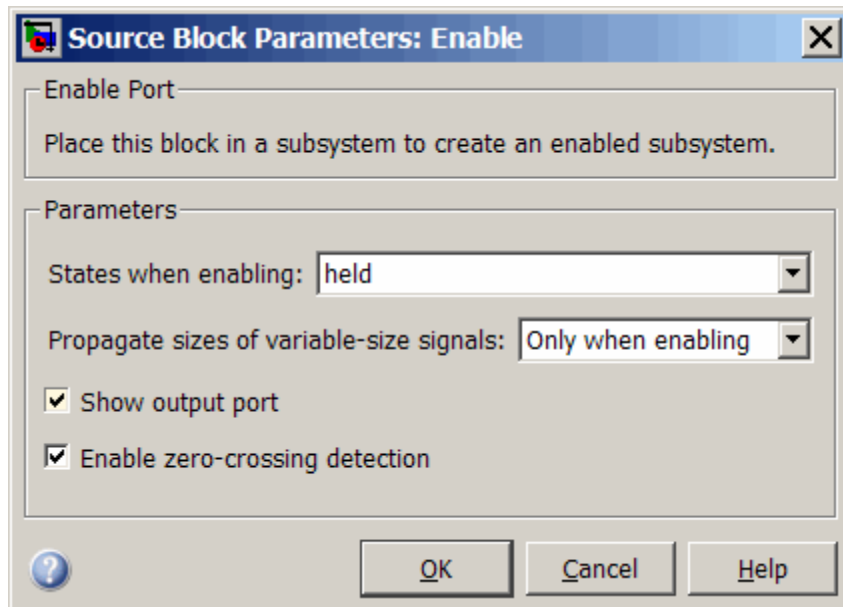 Source Block Parameters: Enable
Enable Port
Place this block in a subsystem to create an enabled subsystem.
Parameters
States when enabling: held
Propagate sizes of variable-size signals: Only when enabling
Show output port
Enable zero-crossing detection
OK Cancel Help